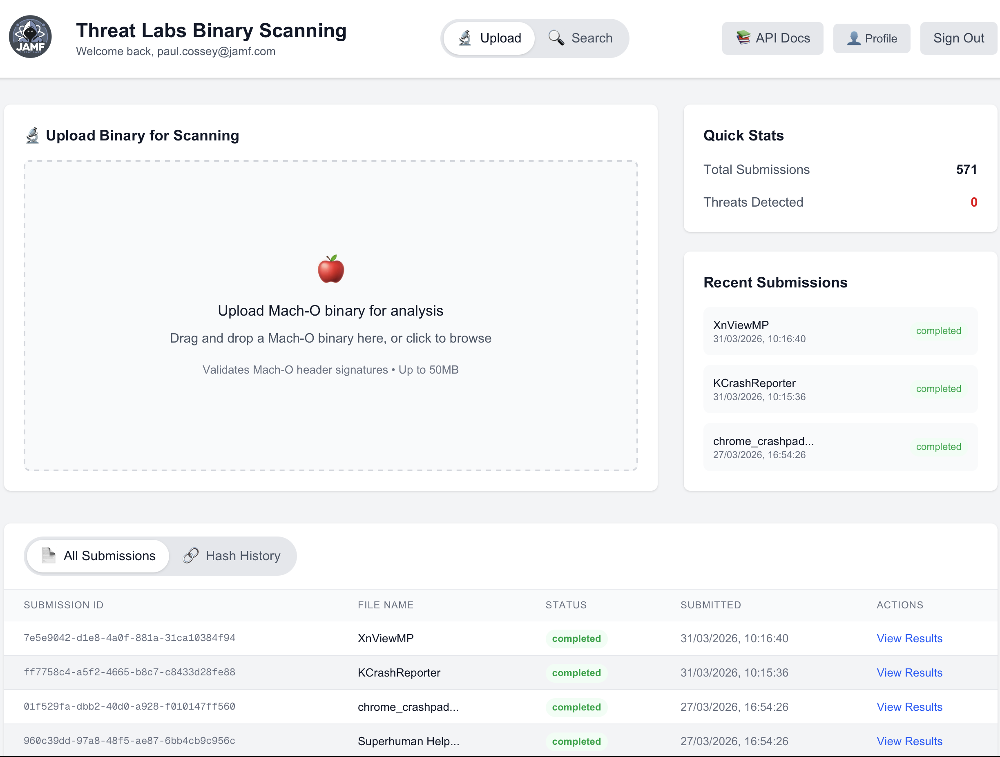 JAMF
THREAT LABS
Threat Labs Binary Scanning
Welcome back, paul.cossey@jamf.com
Upload
Search
API Docs
Profile
Sign Out
Upload Binary for Scanning
Upload Mach-O binary for analysis
Drag and drop a Mach-O binary here, or click to browse
Validates Mach-O header signatures • Up to 50MB
Quick Stats
Total Submissions 571
Threats Detected 0
Recent Submissions
XnViewMP
31/03/2026, 10:16:40
completed
KCrashReporter
31/03/2026, 10:15:36
completed
chrome_crashpad...
27/03/2026, 16:54:26
completed
All Submissions
Hash History
SUBMISSION ID FILE NAME STATUS SUBMITTED ACTIONS
7e5e9042-d1e8-4a0f-881a-31ca10384f94 XnViewMP completed 31/03/2026, 10:16:40 View Results
ff7758c4-a5f2-4665-b8c7-c8433d28fe88 KCrashReporter completed 31/03/2026, 10:15:36 View Results
01f529fa-dbb2-40d0-a928-f010147ff560 chrome_crashpad... completed 27/03/2026, 16:54:26 View Results
960c39dd-97a8-48f5-ae87-6bb4cb9c956c Superhuman Help... completed 27/03/2026, 16:54:26 View Results